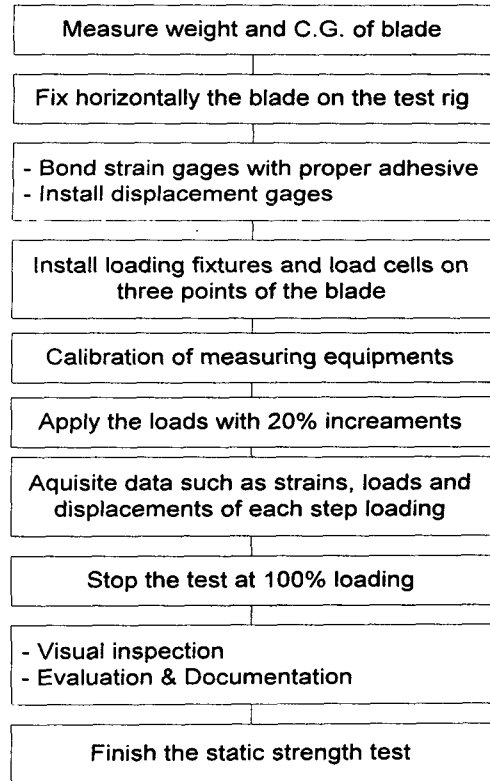 Measure weight and C.G. of blade
Fix horizontally the blade on the test rig
- Bond strain gages with proper adhesive
- Install displacement gages
Install loading fixtures and load cells on
three points of the blade
Calibration of measuring equipments
Apply the loads with 20% increaments
Aquisite data such as strains, loads and
displacements of each step loading
Stop the test at 100% loading
- Visual inspection
- Evaluation & Documentation
Finish the static strength test